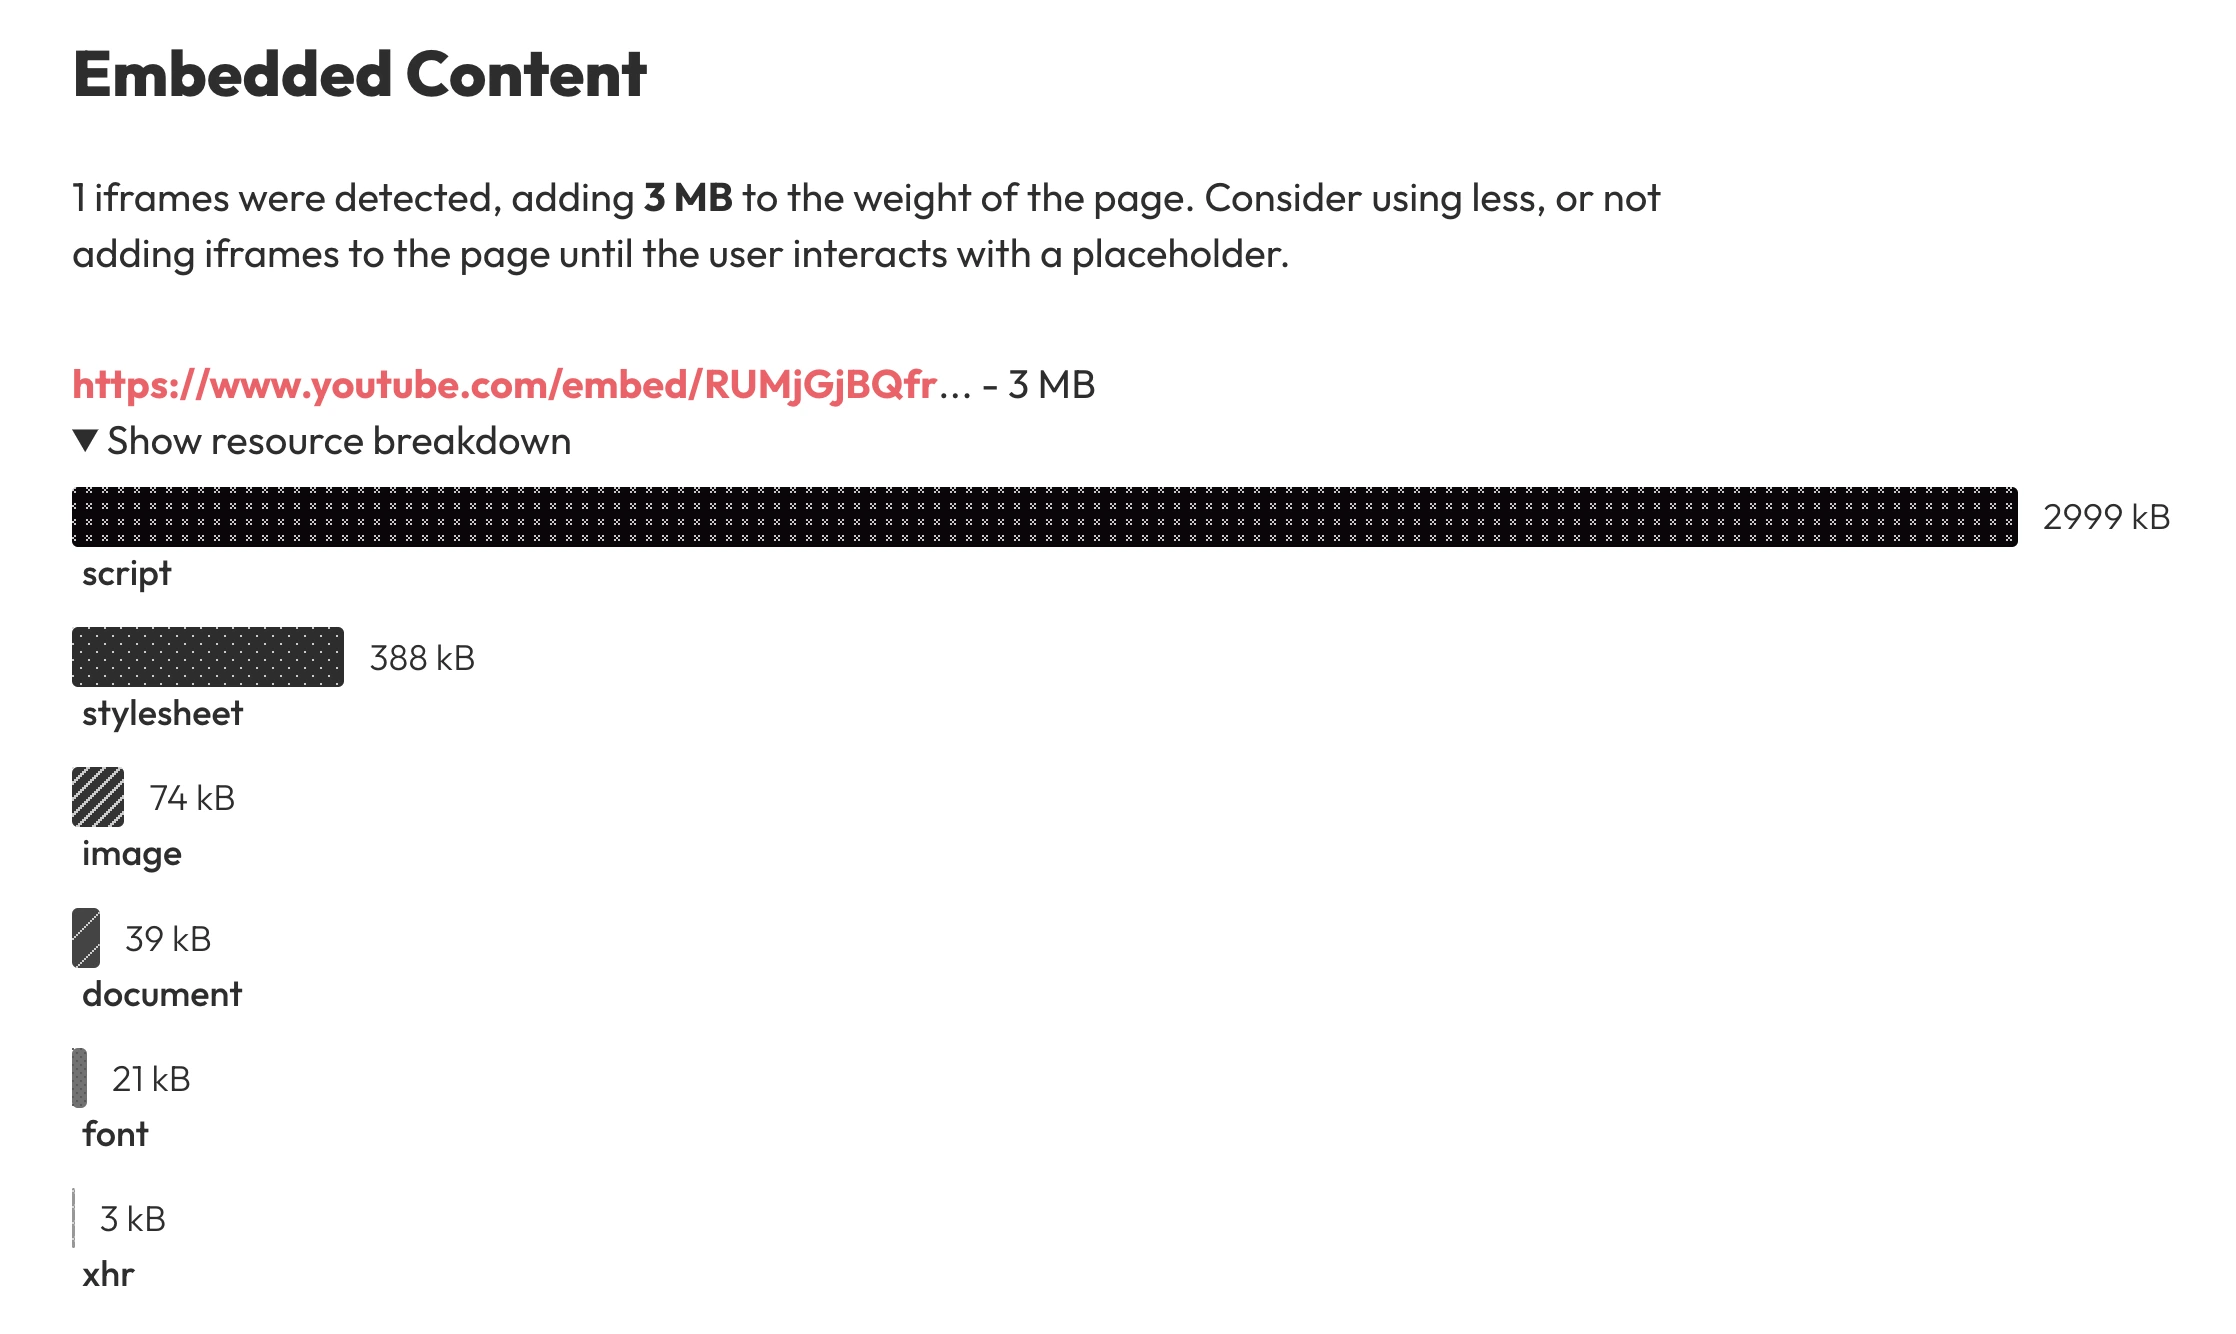 Embedded Content
1 iframes were detected, adding 3 MB to the weight of the page. Consider using less, or not
adding iframes to the page until the user interacts with a placeholder.
https://www.youtube.com/embed/RUMjGjBQfr... - 3 MB
▼ Show resource breakdown
2999 kB
script
388 kB
stylesheet
74 kB
image
39 kB
document
21 kB
font
3 kB
xhr